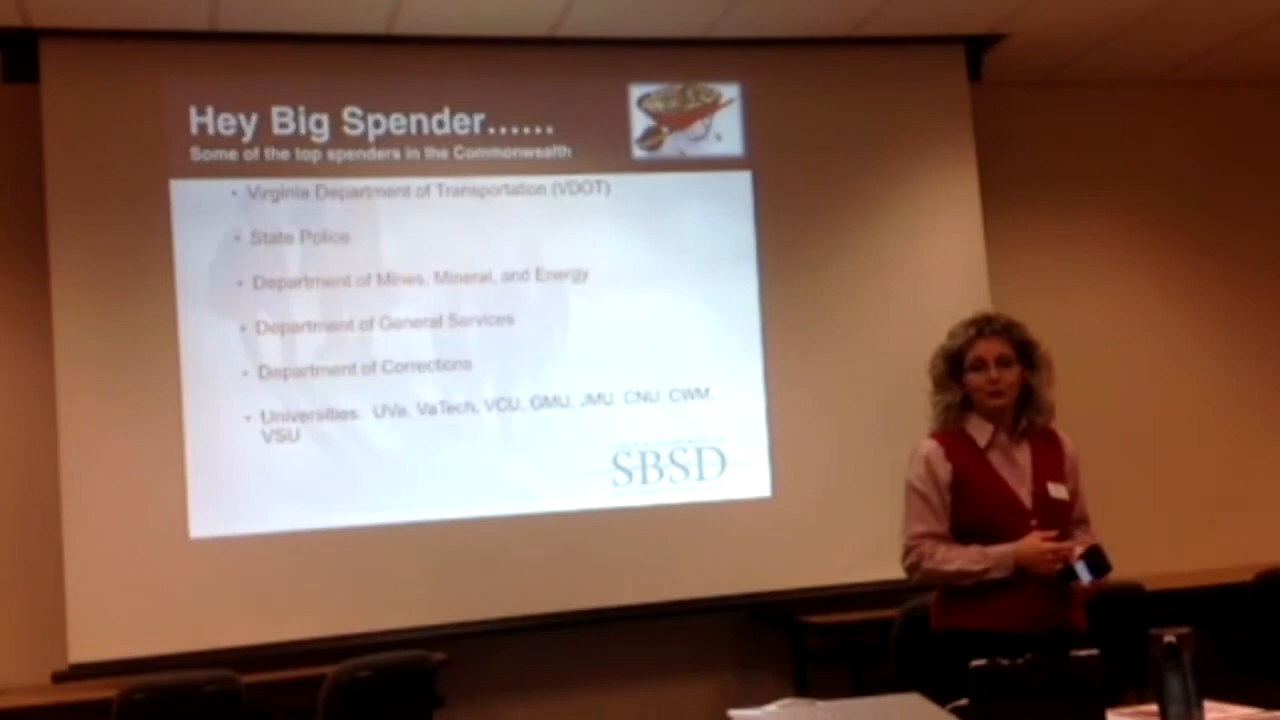 Hey Big Spender......
Some of the top spenders in the Commonwealth
• Virginia Department of Transportation (VDOT)
• State Police
• Department of Mines, Mineral, and Energy
• Department of General Services
• Department of Corrections
• Universities: UVa, VaTech, VCU, GMU, JMU, CNU, CWM,
VSU
SBSD